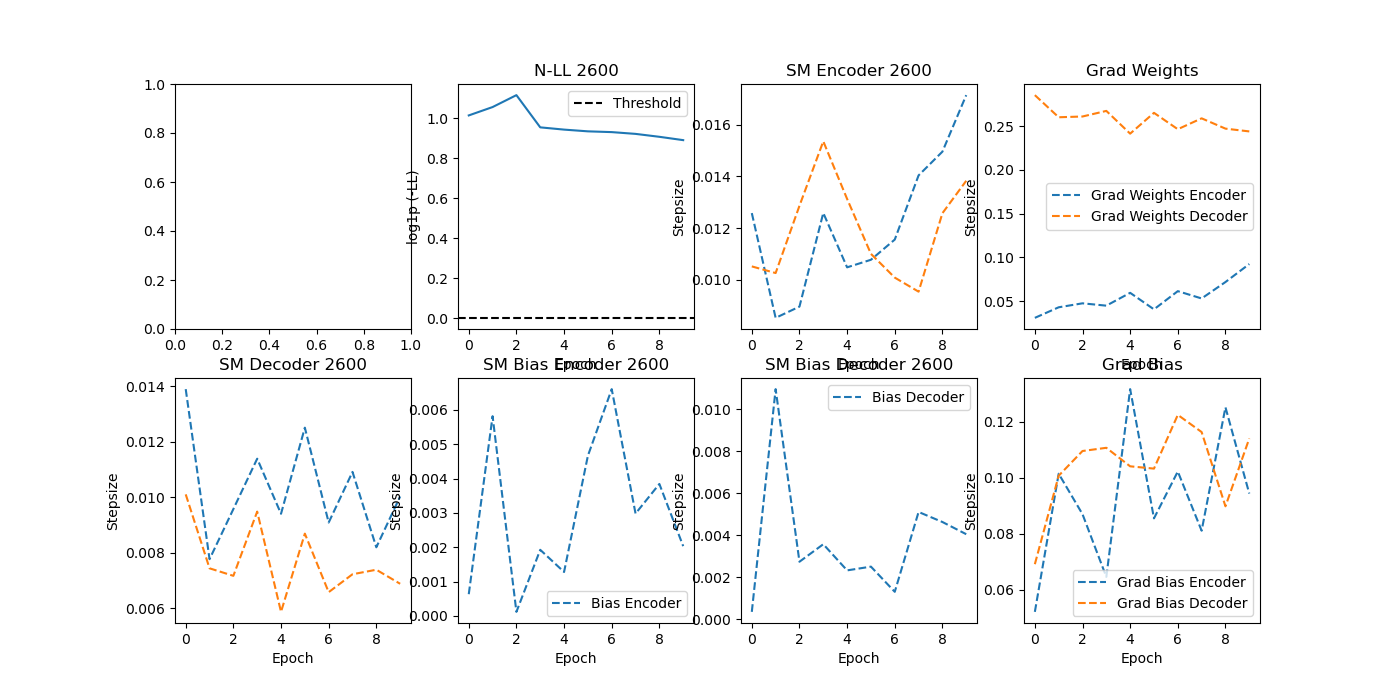 N-LL 2600
SM Encoder 2600
Grad Weights
1.0
0.8
0.6
0.4
0.2
0.0
0.0 0.2 0.4 0.6 0.8 1.0
log1p (-LL)
1.0
0.8
0.6
0.4
0.2
0.0
Threshold
0 2 4 6 8
Epoch
Stepsize
0.016
0.014
0.012
0.010
0 2 4 6 8
Epoch
Stepsize
0.25
0.20
0.15
0.10
0.05
Grad Weights Encoder
Grad Weights Decoder
0 2 4 6 8
Epoch
SM Decoder 2600
SM Bias Encoder 2600
SM Bias Decoder 2600
Grad Bias
Stepsize
0.014
0.012
0.010
0.008
0.006
0 2 4 6 8
Epoch
Stepsize
0.006
0.005
0.004
0.003
0.002
0.001
0.000
Bias Encoder
0 2 4 6 8
Epoch
Stepsize
0.010
0.008
0.006
0.004
0.002
0.000
Bias Decoder
0 2 4 6 8
Epoch
Stepsize
0.12
0.10
0.08
0.06
Grad Bias Encoder
Grad Bias Decoder
0 2 4 6 8
Epoch